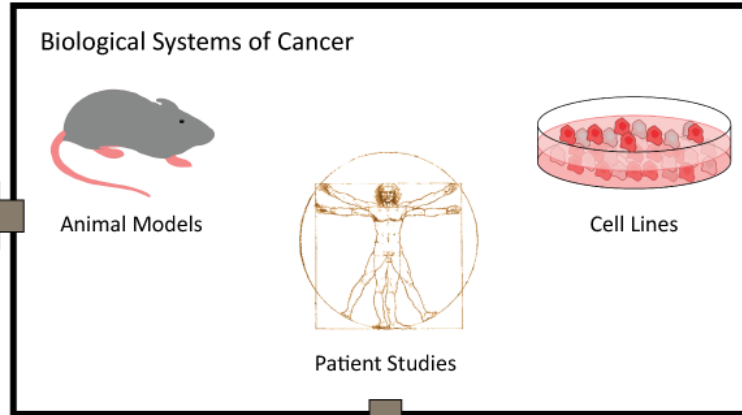 Biological Systems of Cancer
Animal Models
Cell Lines
Patient Studies